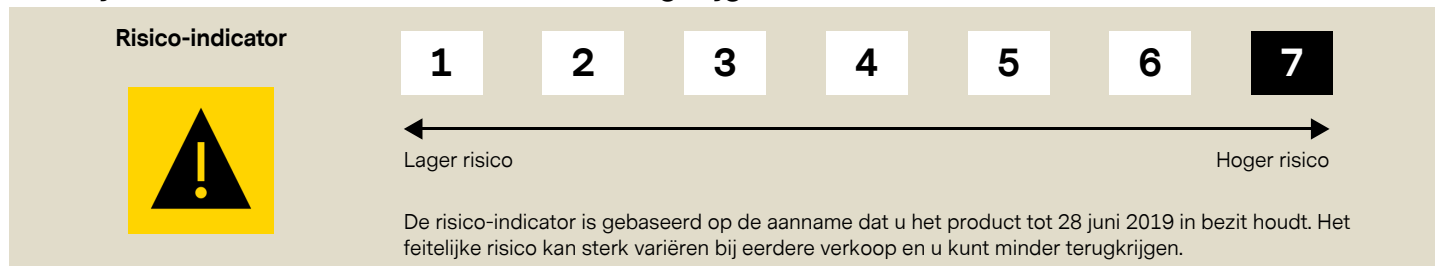 Risico-indicator
1 2 3 4 5 6 7
Lager risico Hoger risico
De risico-indicator is gebaseerd op de aanname dat u het product tot 28 juni 2019 in bezit houdt. Het
feitelijke risico kan sterk variëren bij eerdere verkoop en u kunt minder terugkrijgen.